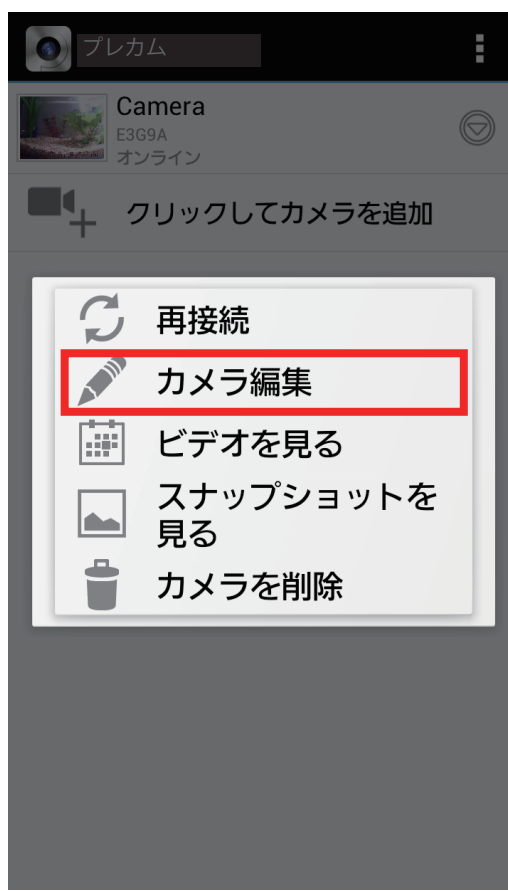 プレカム
Camera
E3G9A
オンライン
クリックしてカメラを追加
再接続
カメラ編集
ビデオを見る
スナップショットを
見る
カメラを削除